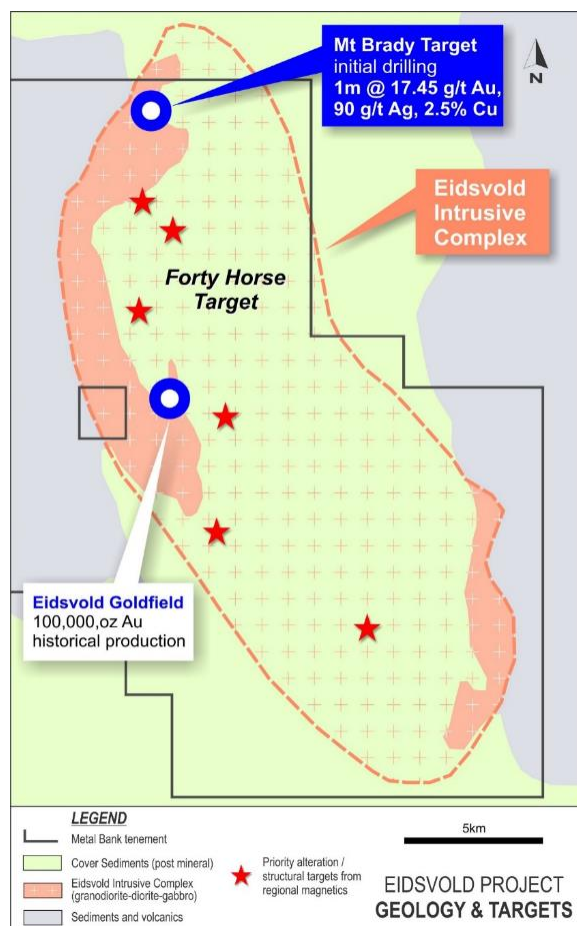 Mt Brady Target
initial drilling
1m @ 17.45 g/t Au,
90 g/t Ag, 2.5% Cu
N
Eidsvold
Intrusive
Complex
Forty Horse
Target
Eidsvold Goldfield
100,000,oz Au
historical production
LEGEND
Metal Bank tenement
Cover Sediments (post mineral)
Eidsvold Intrusive Complex
(granodiorite-diorite-gabbro)
Sediments and volcanics
Priority alteration /
structural targets from
regional magnetics
5km
EIDSVOLD PROJECT
GEOLOGY & TARGETS